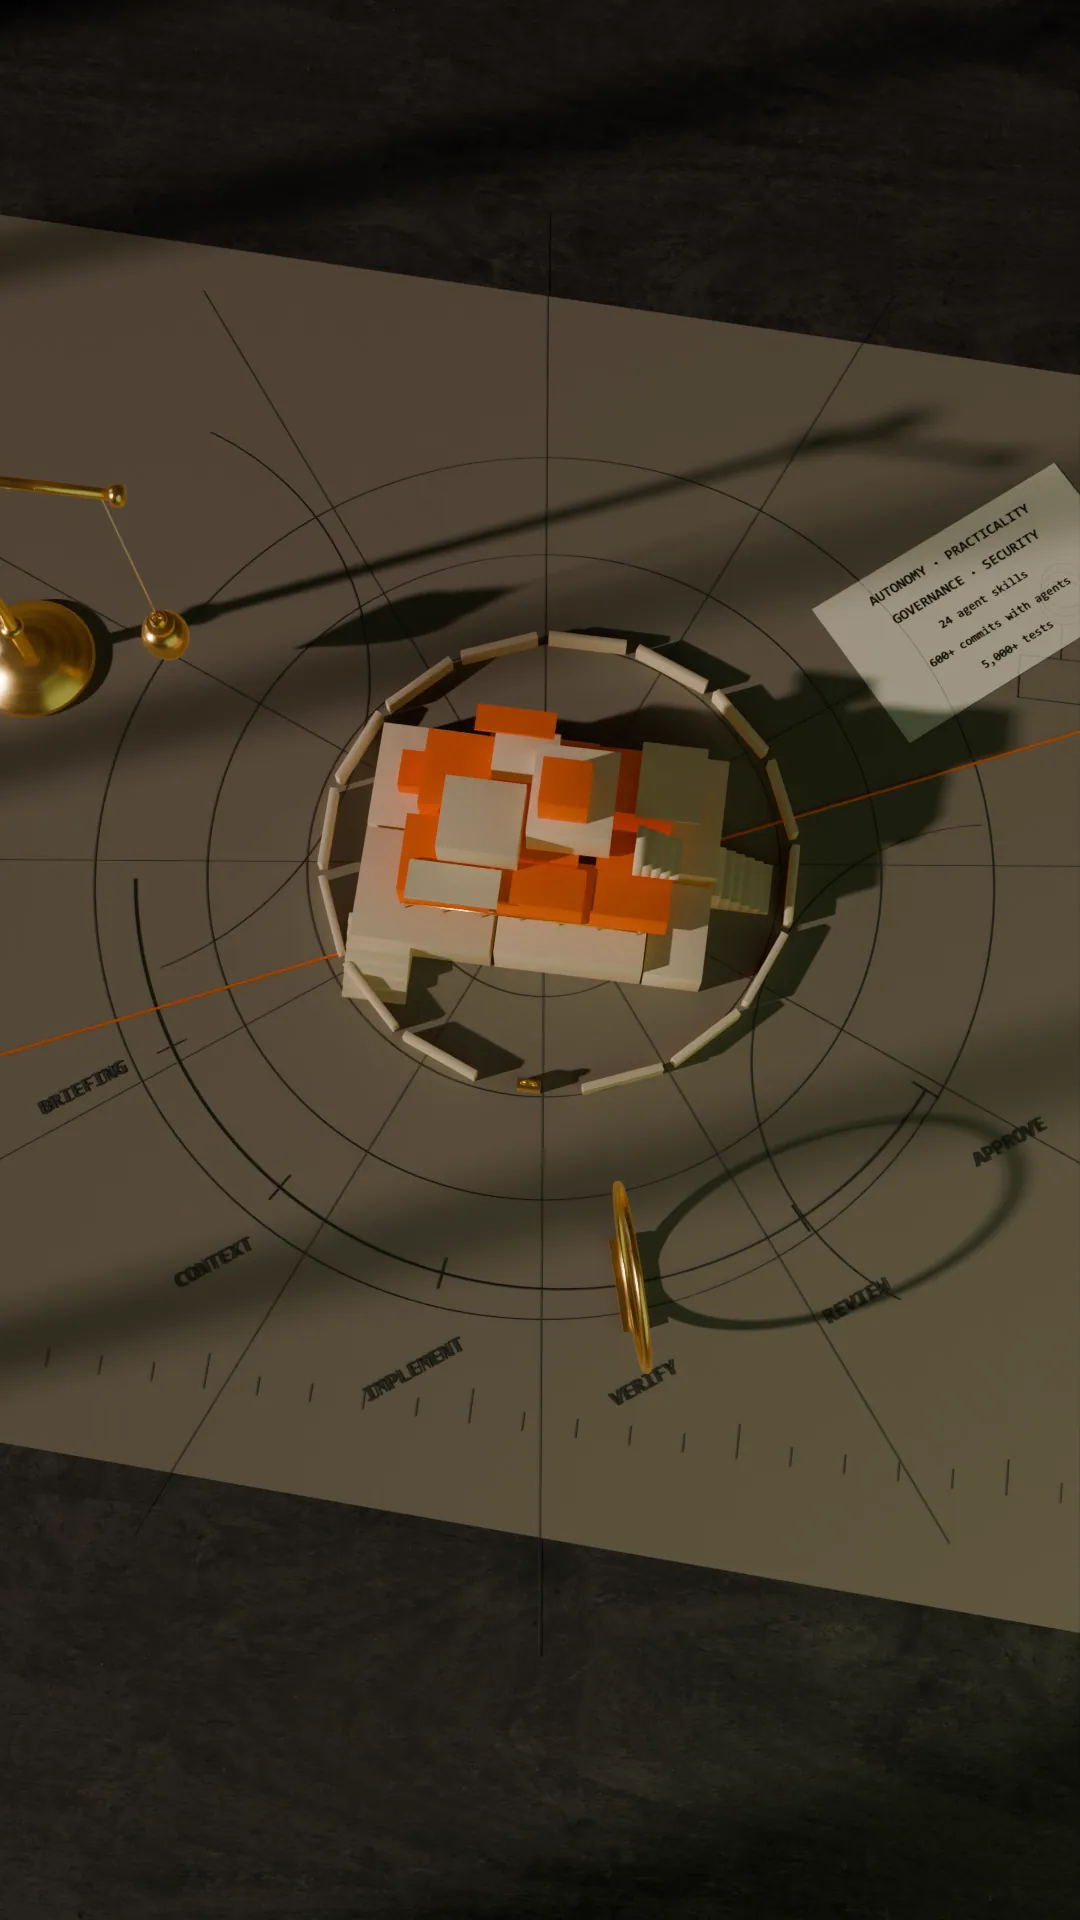 AUTONOMY · PRACTICALITY
GOVERNANCE · SECURITY
24 agent skills
600+ commits with agents
5,000+ tests
BRIEFING
CONTEXT
IMPLEMENT
VERIFY
REVIEW
APPROVE